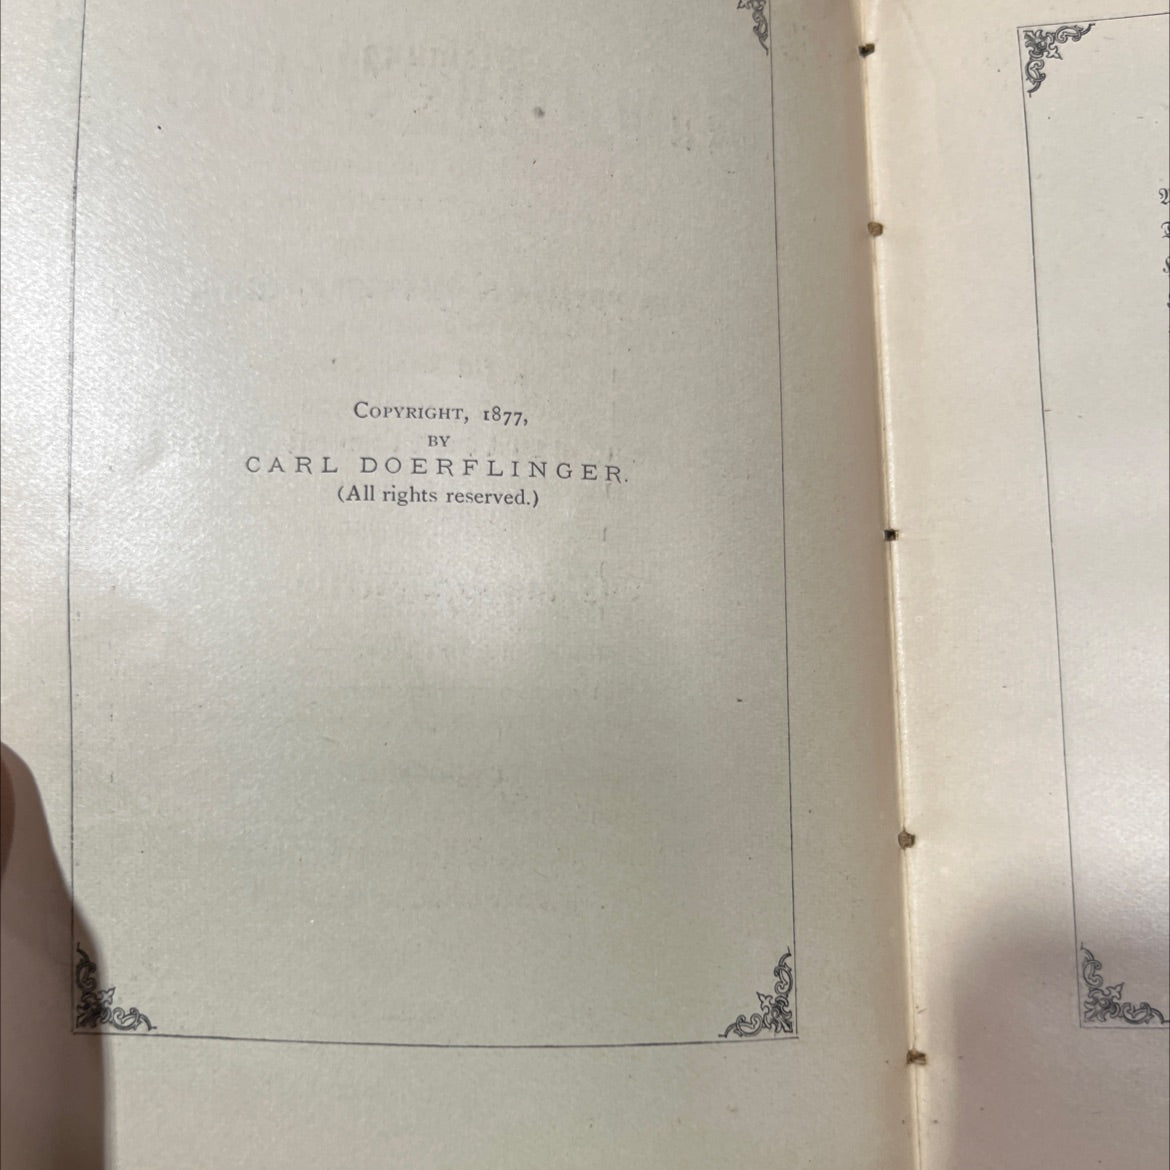 Copyright, 1877,
BY
CARL DOERFLINGER.
(All rights reserved.)